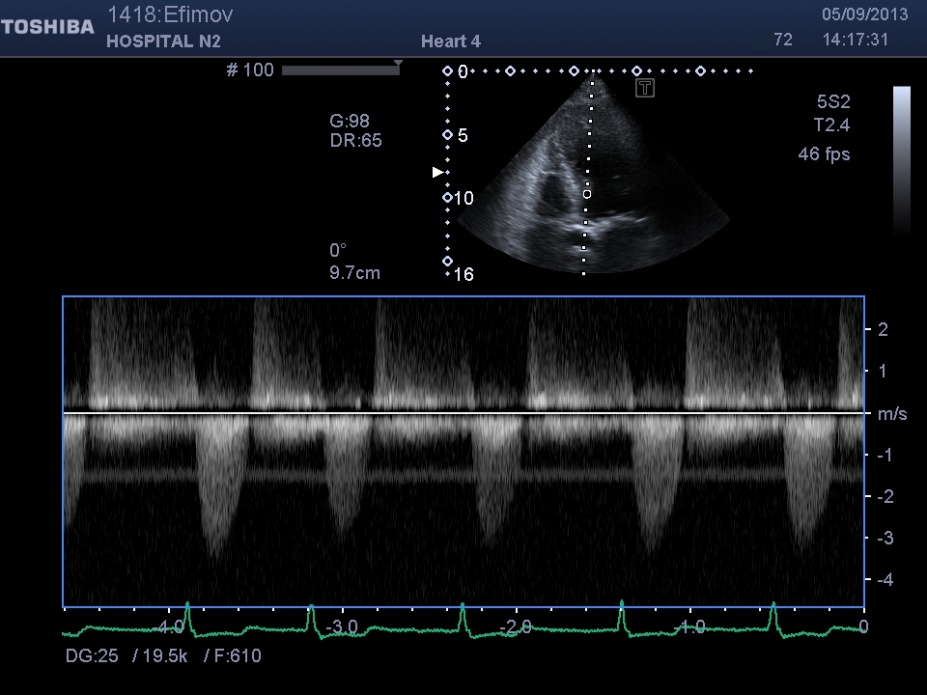 TOSHIBA
1418:Efimov
HOSPITAL N2
Heart 4
05/09/2013
72 14:17:31
# 100
0
T
G:98
DR:65
5
10
16
5S2
T2.4
46 fps
0°
9.7cm
2
1
m/s
-1
-2
-3
-4
-4.0 -3.0 -2.0 -1.0 0
DG:25 / 19.5k / F:610